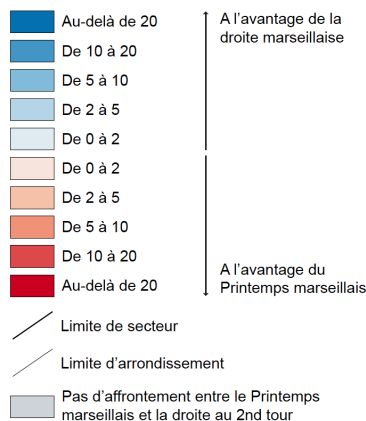 Au-delà de 20
De 10 à 20
De 5 à 10
De 2 à 5
De 0 à 2
De 0 à 2
De 2 à 5
De 5 à 10
De 10 à 20
Au-delà de 20
A l'avantage de la
droite marseillaise
A l'avantage du
Printemps marseillais
Limite de secteur
Limite d'arrondissement
Pas d'affrontement entre le Printemps
marseillais et la droite au 2nd tour